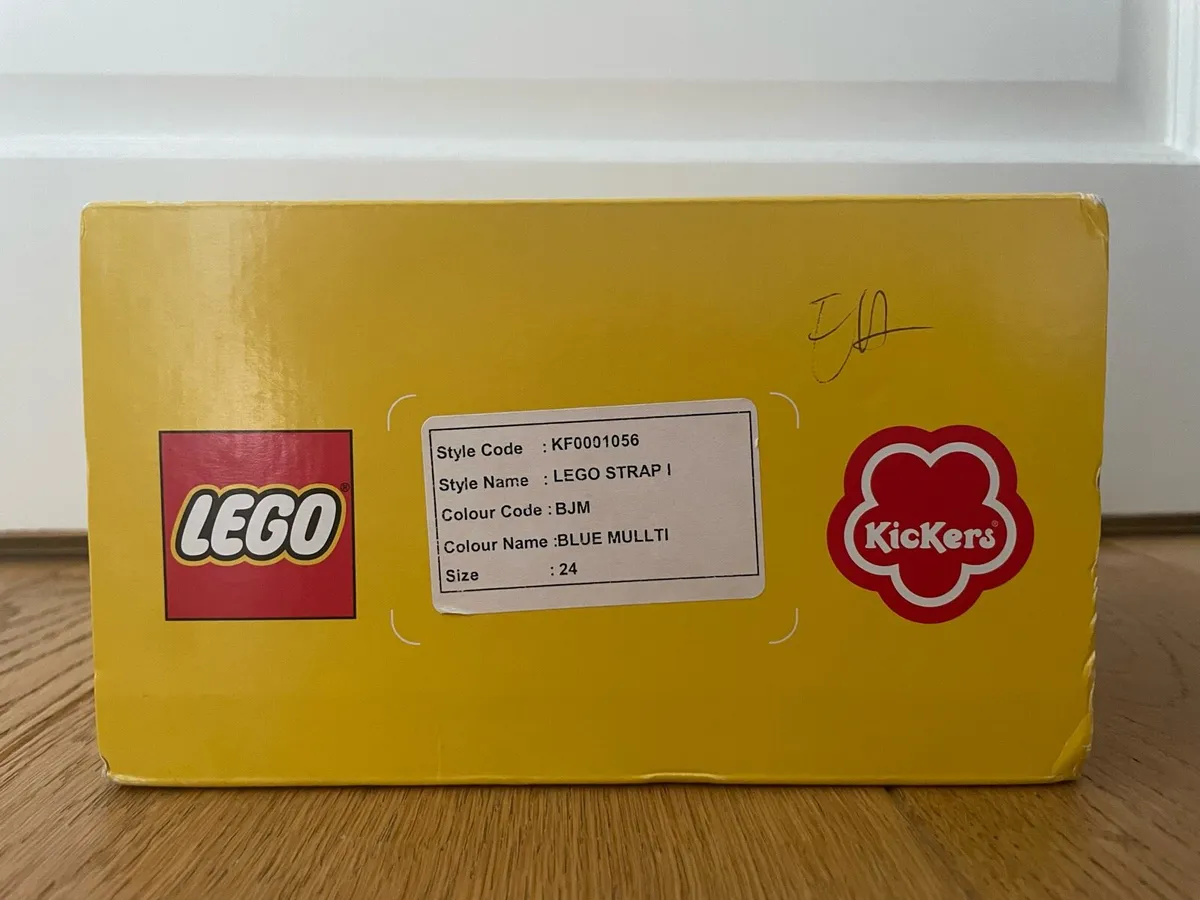 LEGO®
Style Code : KF0001056
Style Name : LEGO STRAP I
Colour Code : BJM
Colour Name :BLUE MULLTI
Size : 24
KicKers®